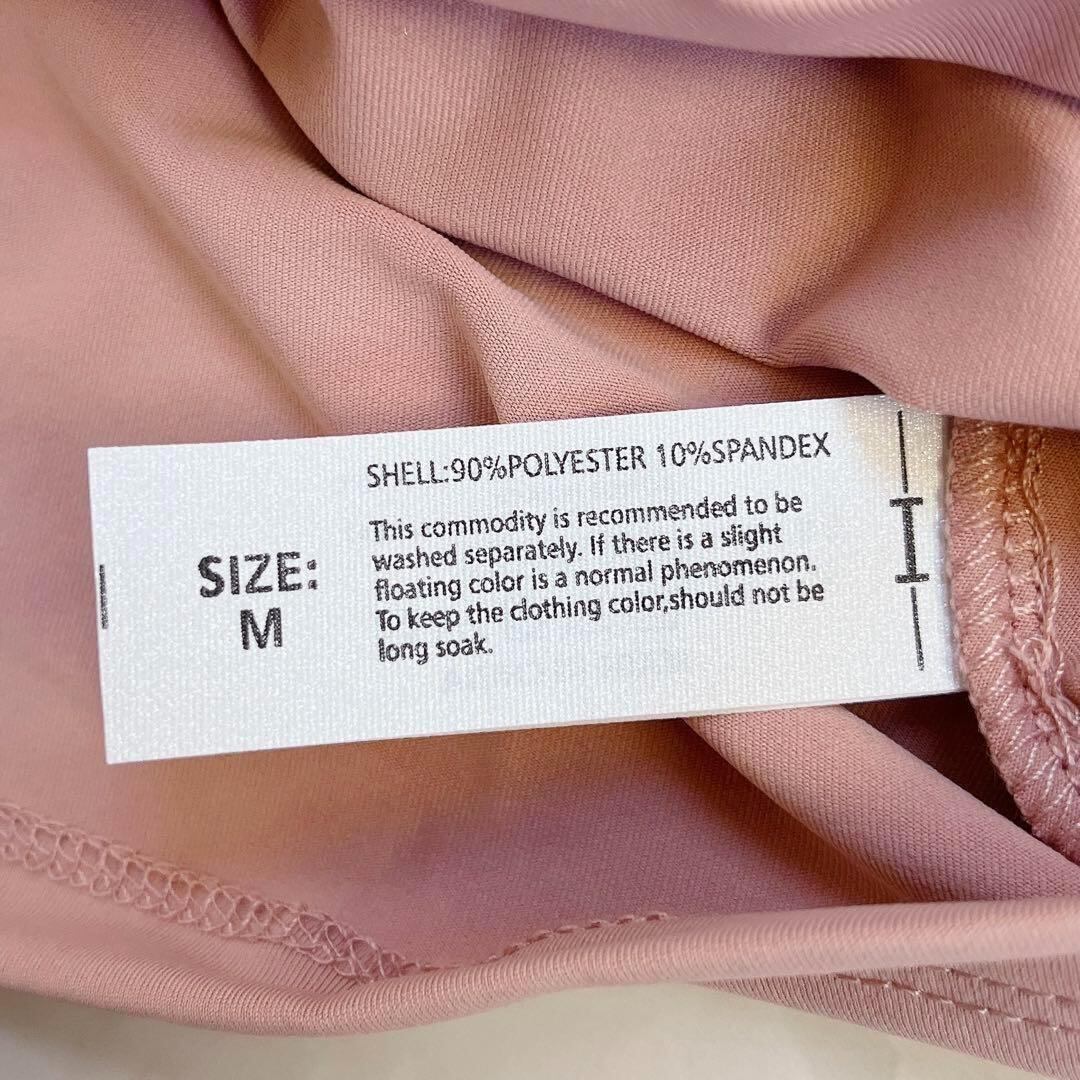 SHELL:90%POLYESTER 10%SPANDEX
This commodity is recommended to be
washed separately. If there is a slight
floating color is a normal phenomenon.
To keep the clothing color,should not be
long soak.
SIZE:
M